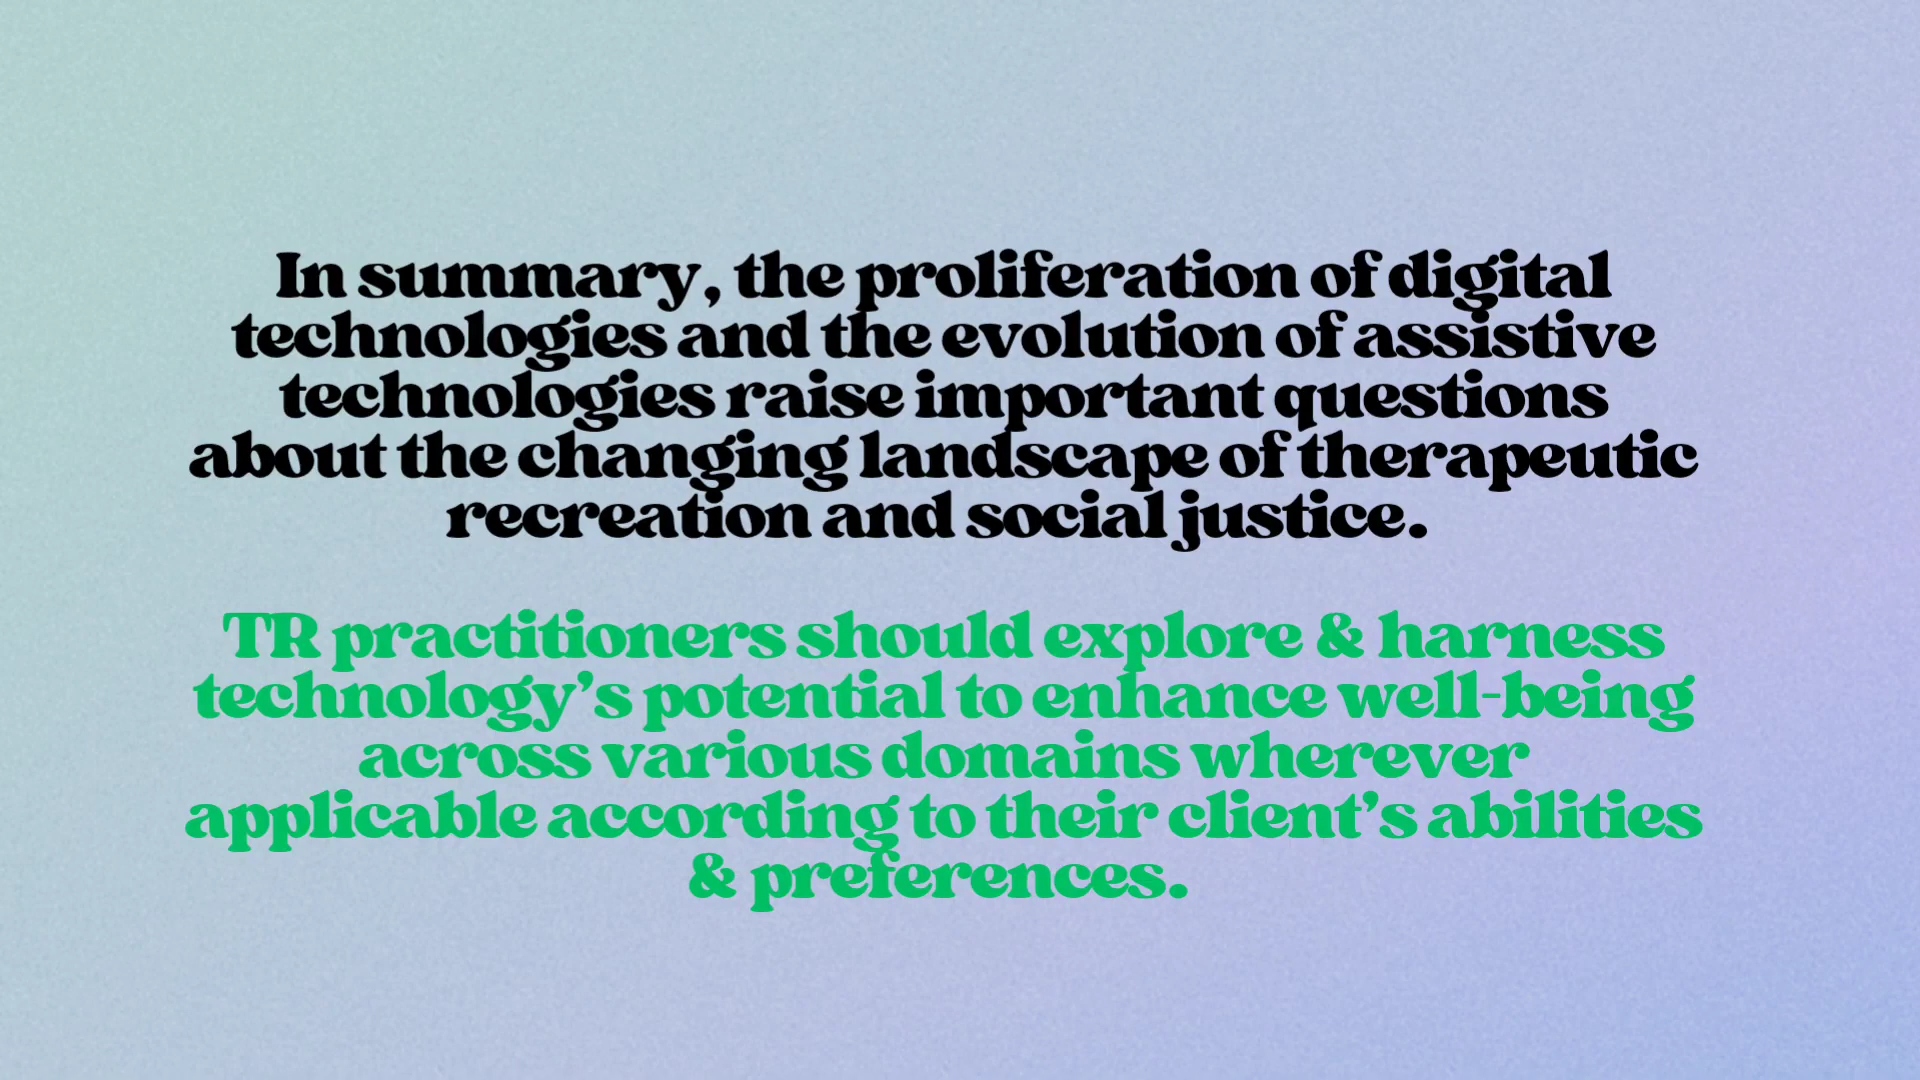 In summary, the proliferation of digital
technologies and the evolution of assistive
technologies raise important questions
about the changing landscape of therapeutic
recreation and social justice.
TR practitioners should explore & harness
technology’s potential to enhance well-being
across various domains wherever
applicable according to their client’s abilities
& preferences.